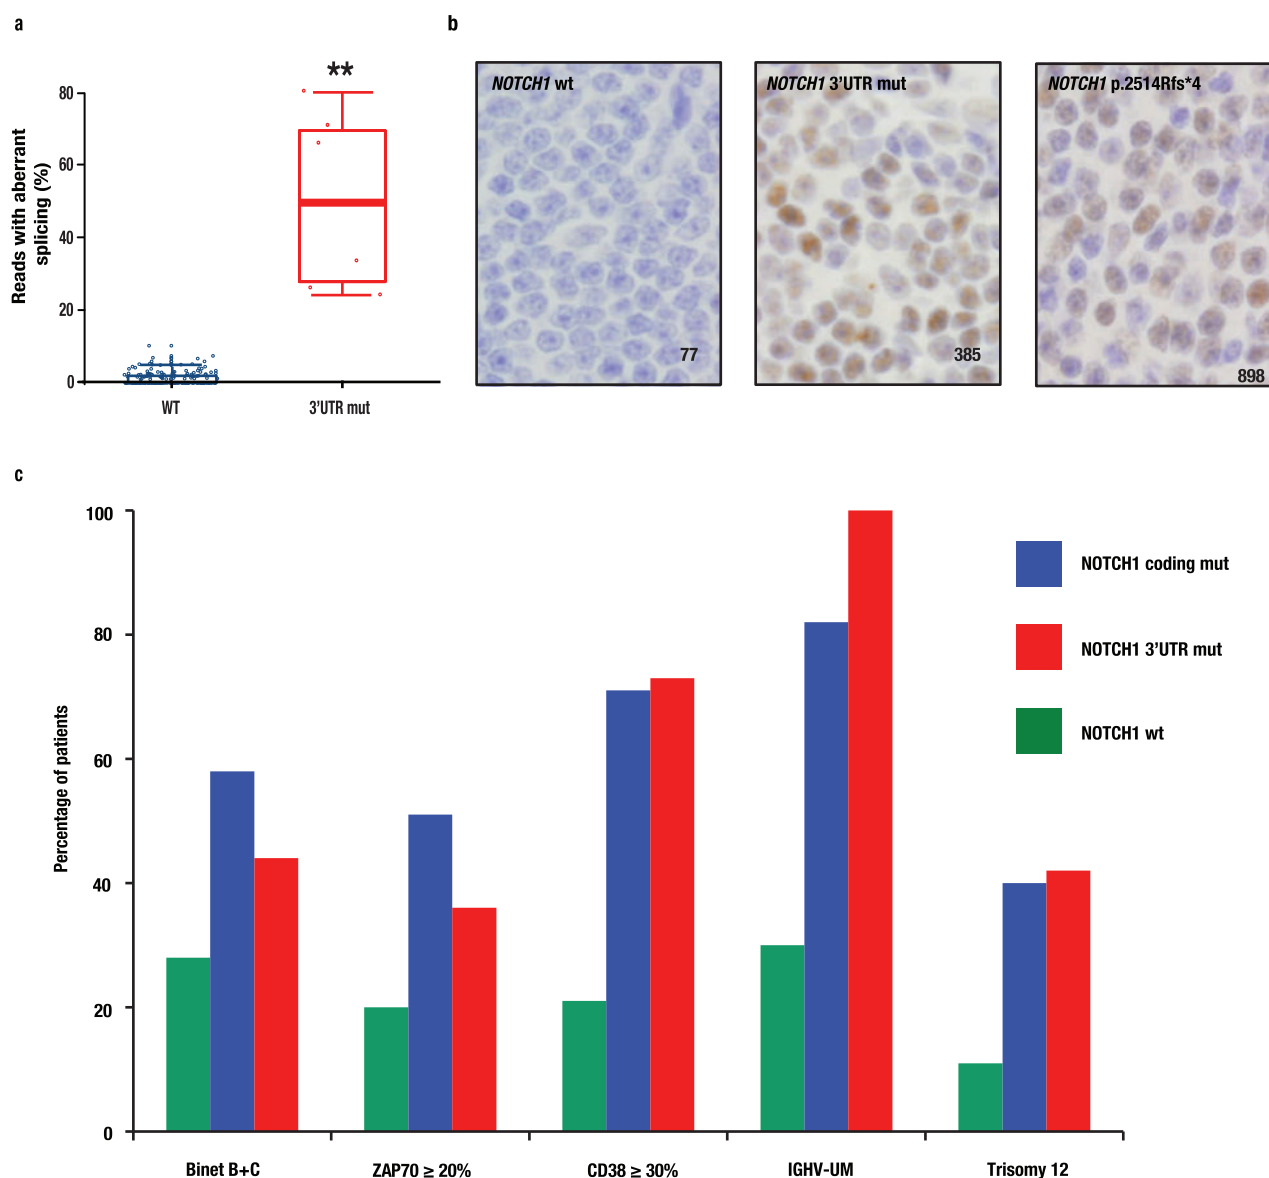 a
b
**
80
60
40
20
0
Reads with aberrant
splicing (%)
WT
3’UTR mut
NOTCH1 wt
77
NOTCH1 3’UTR mut
385
NOTCH1 p.2514Rfs*4
898
c
100
80
60
40
20
0
Percentage of patients
Binet B+C
ZAP70 ≥ 20%
CD38 ≥ 30%
IGHV-UM
Trisomy 12
NOTCH1 coding mut
NOTCH1 3’UTR mut
NOTCH1 wt